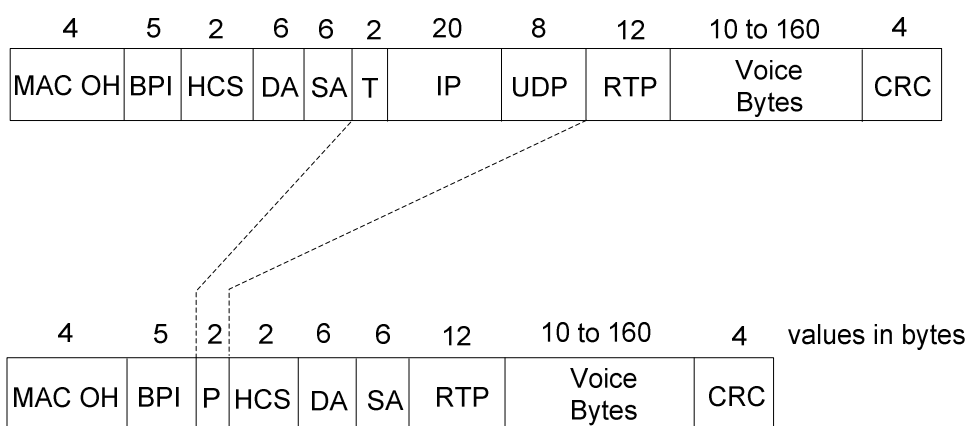 4 5 2 6 6 2 20 8 12 10 to 160 4
MAC OH BPI HCS DA SA T IP UDP RTP Voice Bytes CRC
4 5 2 2 6 6 12 10 to 160 4 values in bytes
MAC OH BPI P HCS DA SA RTP Voice Bytes CRC